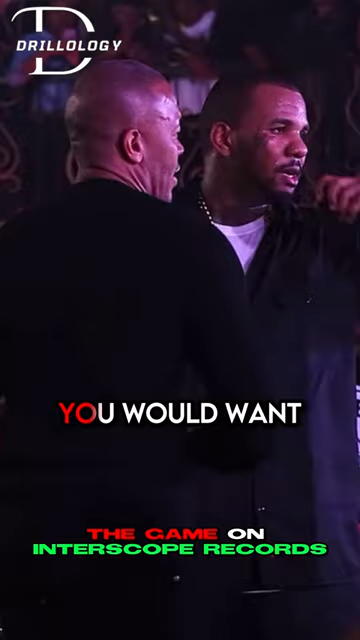 D
DRILLOLOGY
YOU WOULD WANT
THE GAME ON
INTERSCOPE RECORDS